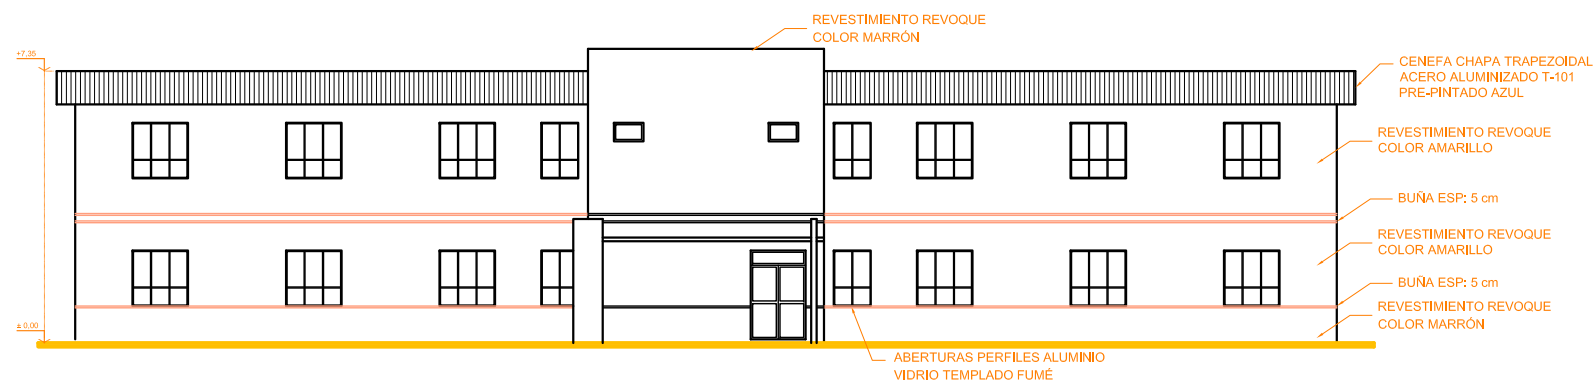 REVESTIMIENTO REVOQUE
COLOR MARRÓN
+7,35
CENEFA CHAPA TRAPEZOIDAL
ACERO ALUMINIZADO T-101
PRE-PINTADO AZUL
REVESTIMIENTO REVOQUE
COLOR AMARILLO
BUÑA ESP: 5 cm
REVESTIMIENTO REVOQUE
COLOR AMARILLO
BUÑA ESP: 5 cm
REVESTIMIENTO REVOQUE
COLOR MARRÓN
± 0,00
ABERTURAS PERFILES ALUMINIO
VIDRIO TEMPLADO FUMÉ